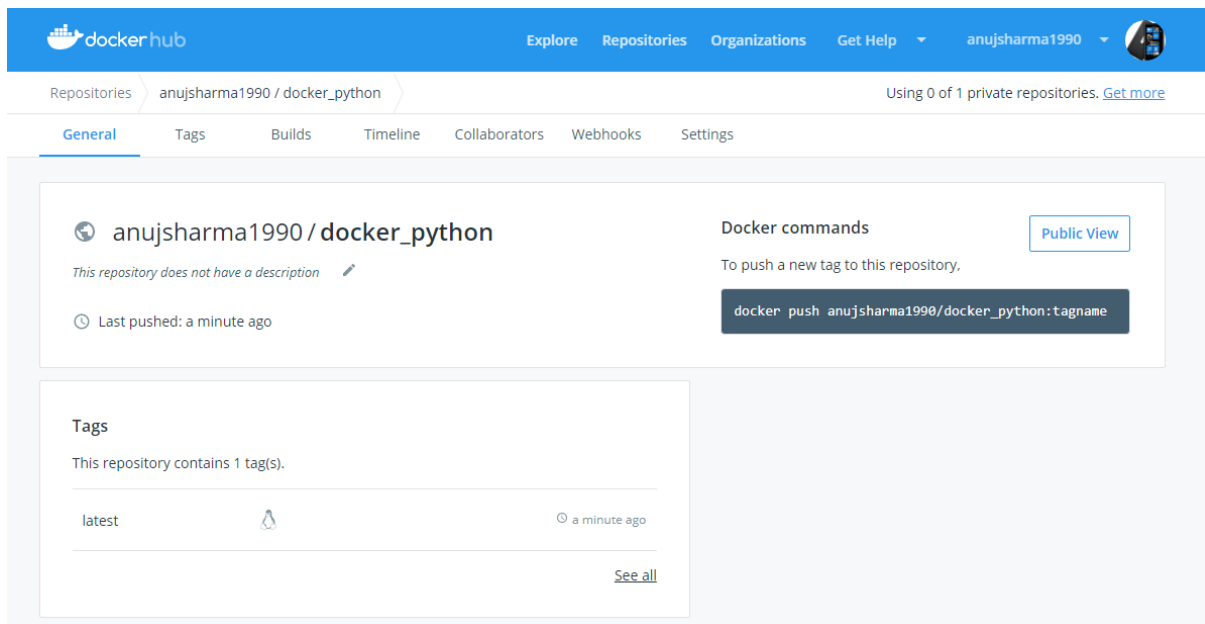 dockerhub Explore Repositories Organizations Get Help anujsharma1990
Repositories anujsharma1990 / docker_python Using 0 of 1 private repositories. Get more
General Tags Builds Timeline Collaborators Webhooks Settings
anujsharma1990 / docker_python
This repository does not have a description
Last pushed: a minute ago
Docker commands
Public View
To push a new tag to this repository,
docker push anujsharma1990/docker_python:tagname
Tags
This repository contains 1 tag(s).
latest a minute ago
See all